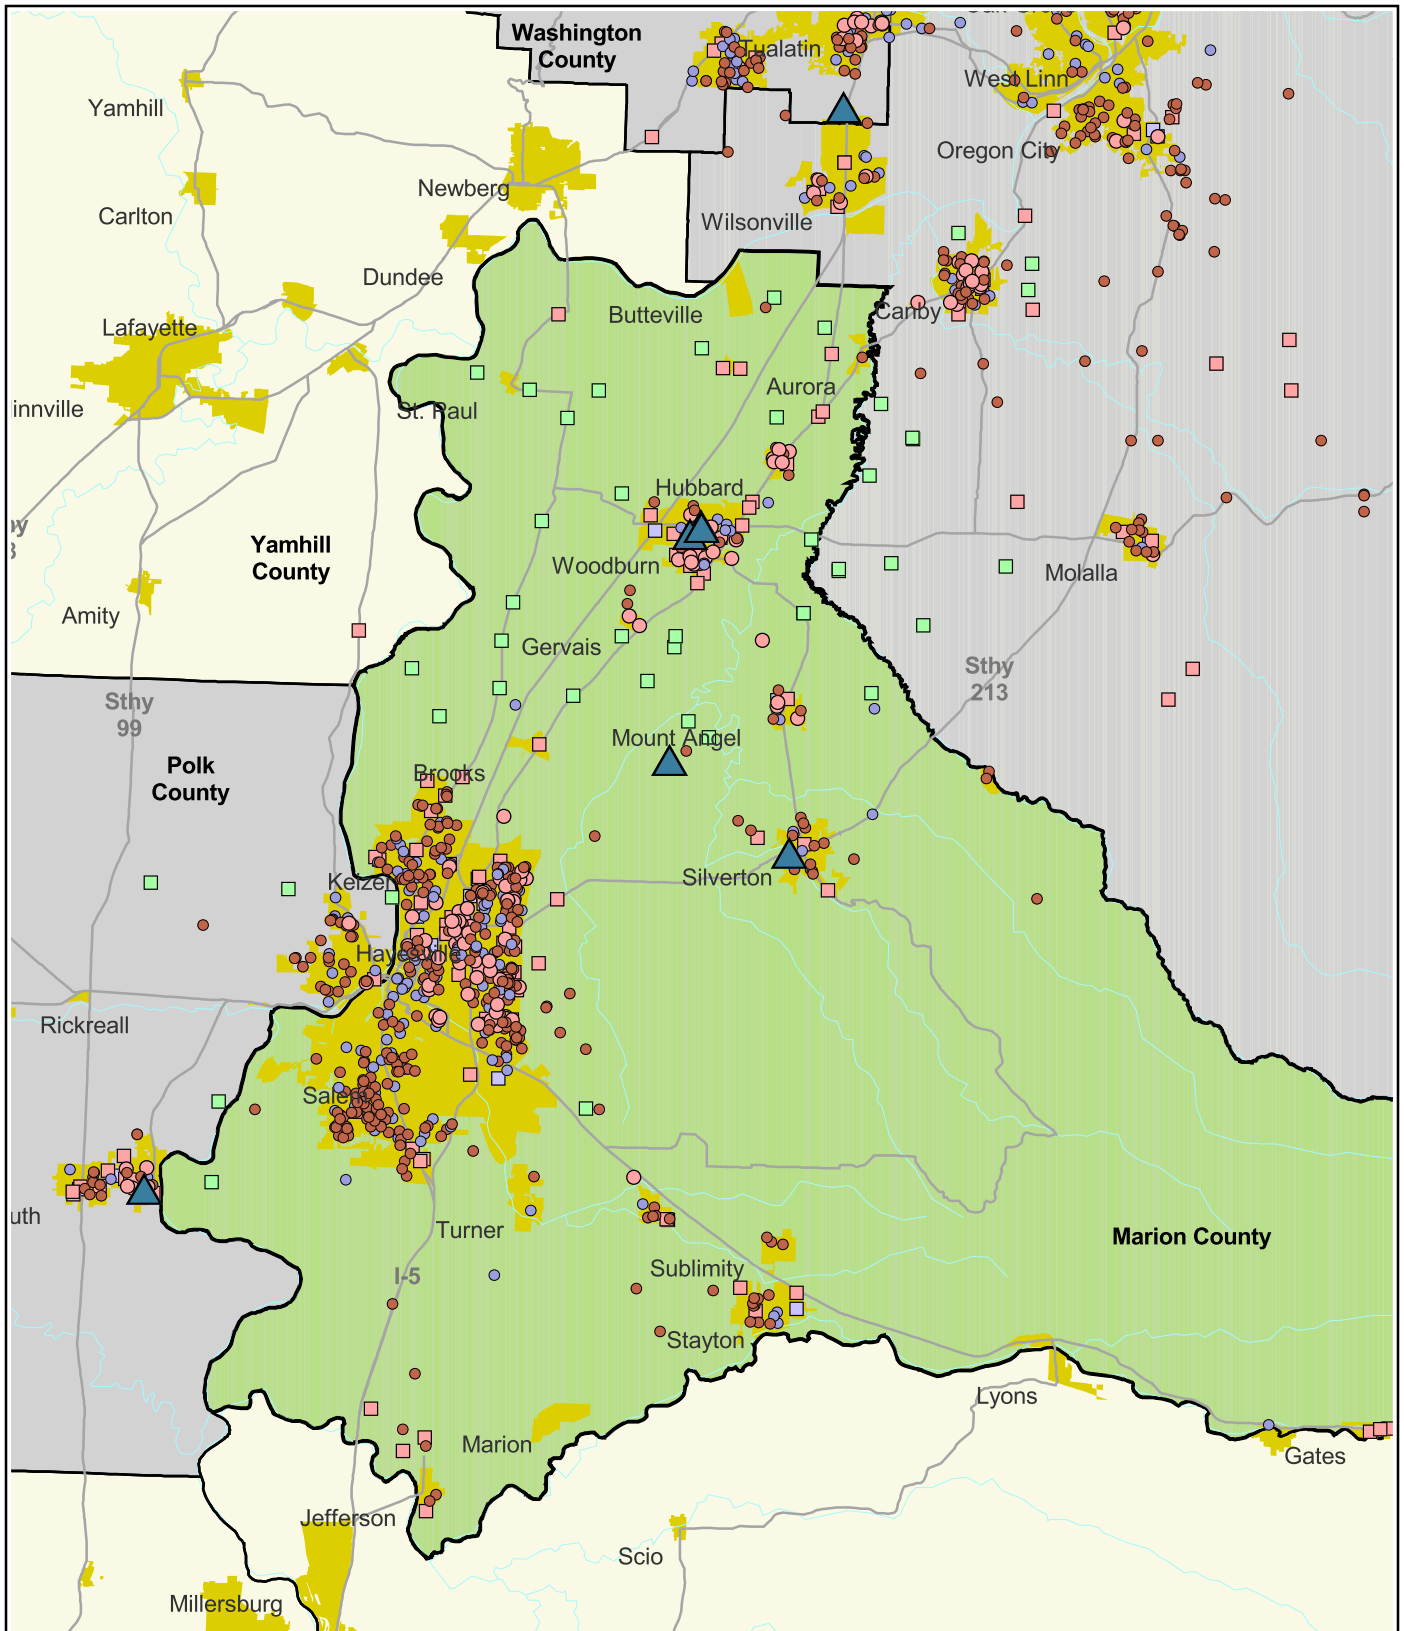 Washington
County
Tualatin
West Linn
Yamhill
Oregon City
Newberg
Carlton
Wilsonville
Dundee
Butteville
Canby
Lafayette
Aurora
innville
St. Paul
Hubbard
Yamhill
County
Woodburn
Molalla
Amity
Gervais
Sthy
213
Sthy
99
Mount Angel
Polk
County
Brooks
Keizer
Silverton
Hayesville
Rickreall
Salem
uth
Turner
Marion County
Sublimity
I-5
Stayton
Lyons
Marion
Gates
Jefferson
Scio
Millersburg